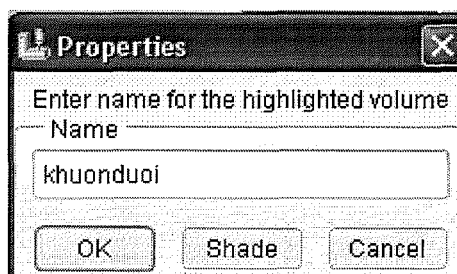 Properties
Enter name for the highlighted volume
Name
khuonduoi
OK Shade Cancel